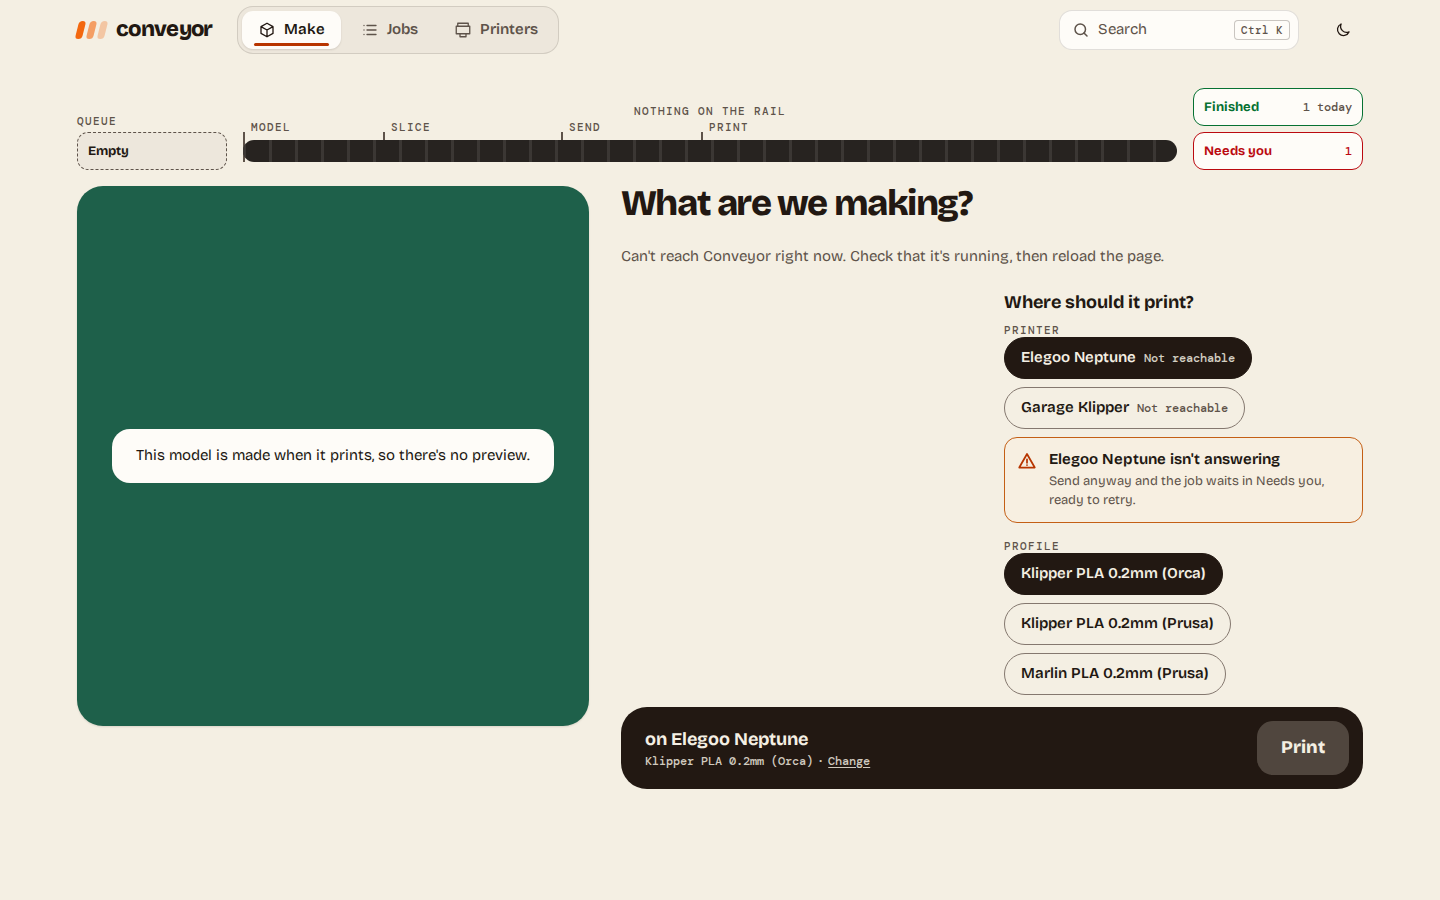 conveyor
Make
Jobs
Printers
Search
Ctrl K
QUEUE
Empty
NOTHING ON THE RAIL
MODEL
SLICE
SEND
PRINT
Finished 1 today
Needs you 1
This model is made when it prints, so there's no preview.
What are we making?
Can't reach Conveyor right now. Check that it's running, then reload the page.
Where should it print?
PRINTER
Elegoo Neptune Not reachable
Garage Klipper Not reachable
Elegoo Neptune isn't answering
Send anyway and the job waits in Needs you,
ready to retry.
PROFILE
Klipper PLA 0.2mm (Orca)
Klipper PLA 0.2mm (Prusa)
Marlin PLA 0.2mm (Prusa)
on Elegoo Neptune
Klipper PLA 0.2mm (Orca) · Change
Print